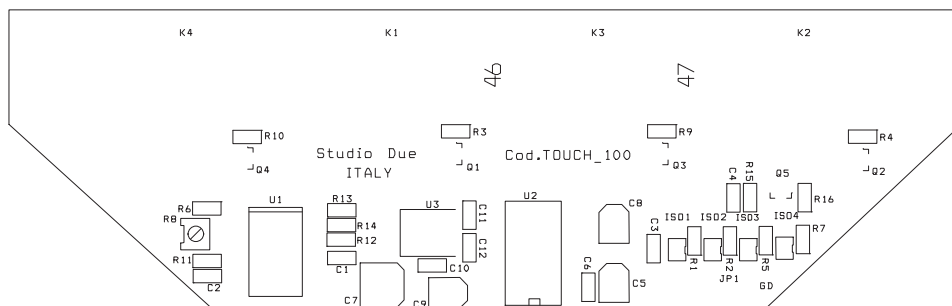 K4 K1 K3 K2
46 47
R10 R3 R9 R4
Studio Due Cod.TOUCH_100
ITALY
Q4 Q1 Q3 Q2
C4 R15 Q5
R6 U1 R13 U3 C11 U2 C8 R16
R8 R14 ISO1 ISO2 ISO3 ISO4
R12 C12 C3 R7
R11 C1 C10 C6 R1 R2 R5
C2 C7 C9 C5 JP1 GD